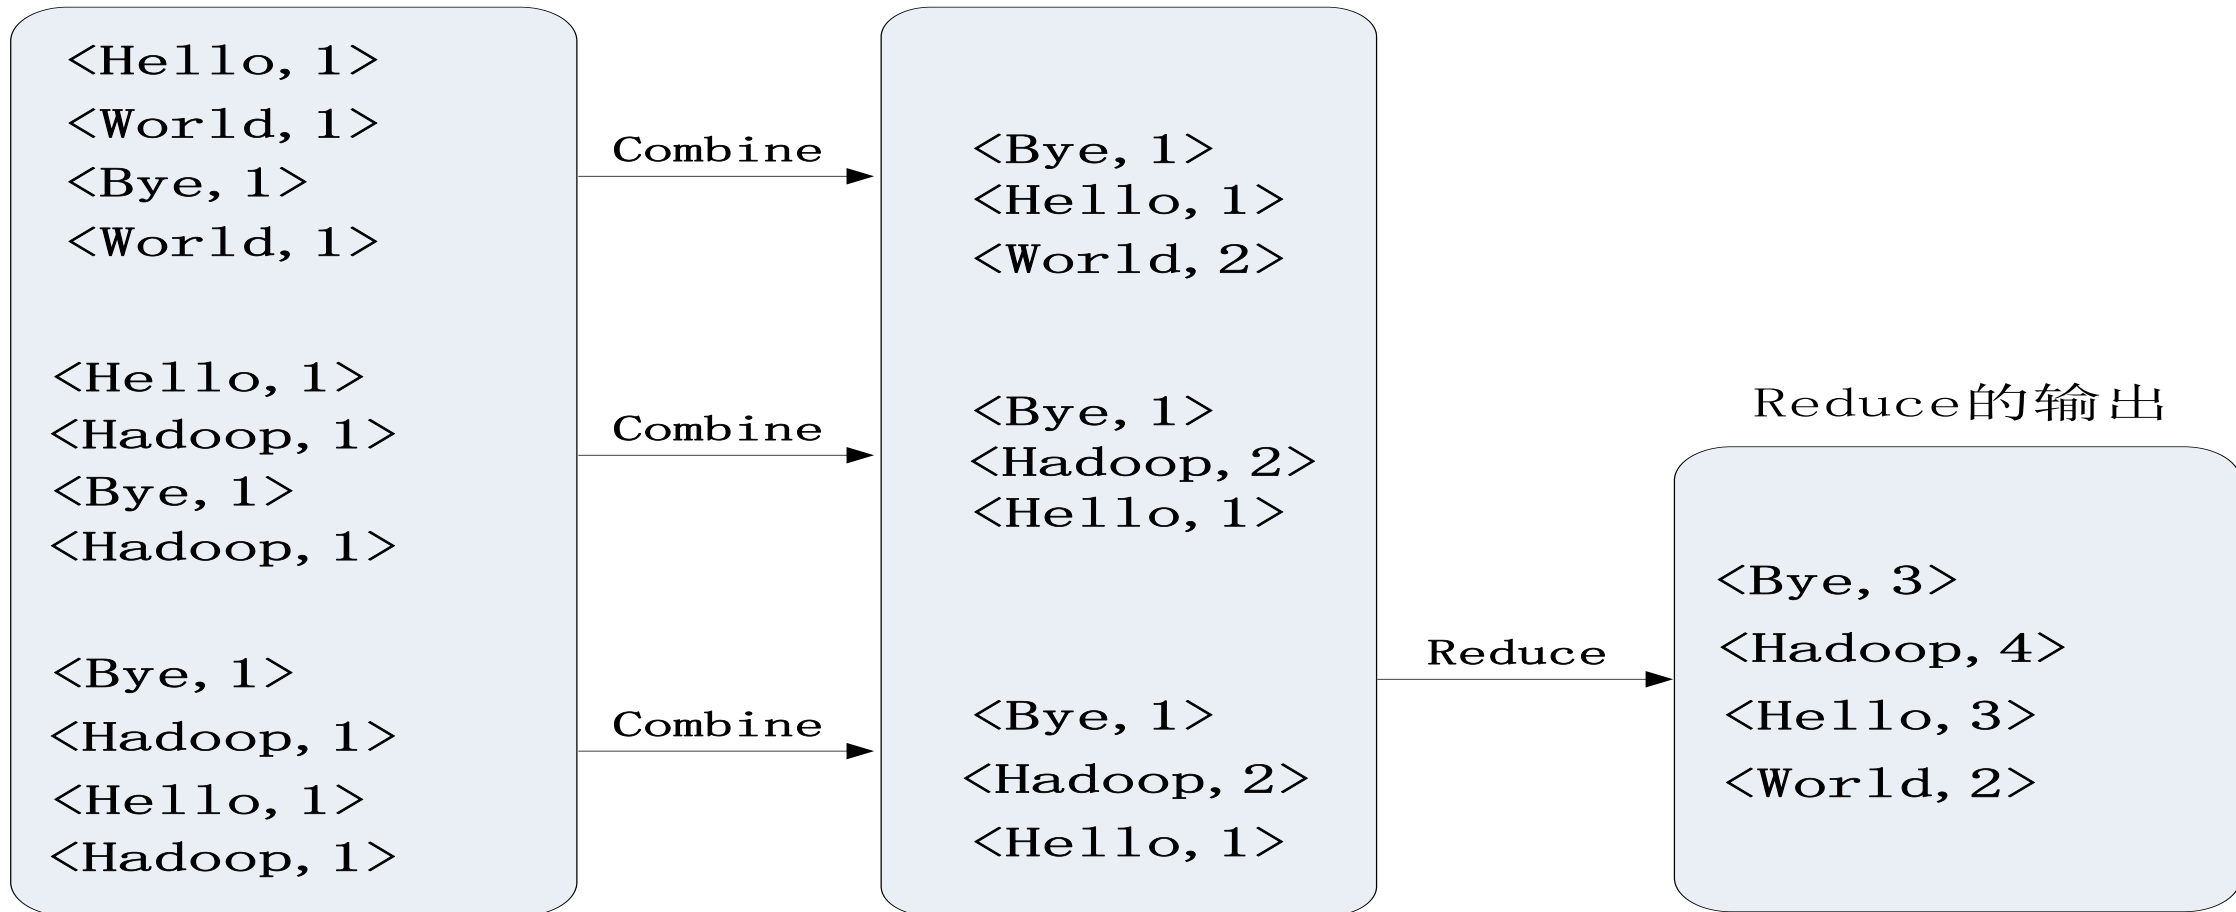 <Hello, 1>
<World, 1>
<Bye, 1>
<World, 1>
<Hello, 1>
<Hadoop, 1>
<Bye, 1>
<Hadoop, 1>
<Bye, 1>
<Hadoop, 1>
<Hello, 1>
<Hadoop, 1>
Combine
Combine
Combine
<Bye, 1>
<Hello, 1>
<World, 2>
<Bye, 1>
<Hadoop, 2>
<Hello, 1>
<Bye, 1>
<Hadoop, 2>
<Hello, 1>
Reduce
Reduce的输出
<Bye, 3>
<Hadoop, 4>
<Hello, 3>
<World, 2>